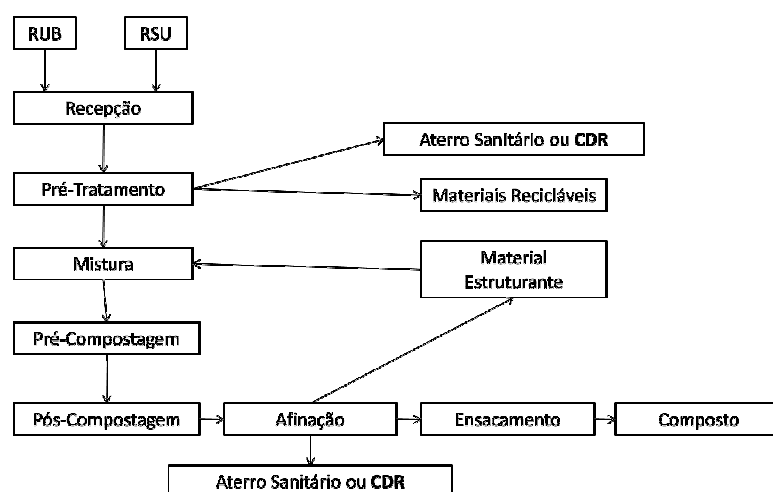 RUB
RSU
Recepção
Aterro Sanitário ou CDR
Pré-Tratamento
Materiais Recicláveis
Mistura
Material
Estruturante
Pré-Compostagem
Pós-Compostagem
Afinação
Ensacamento
Composto
Aterro Sanitário ou CDR